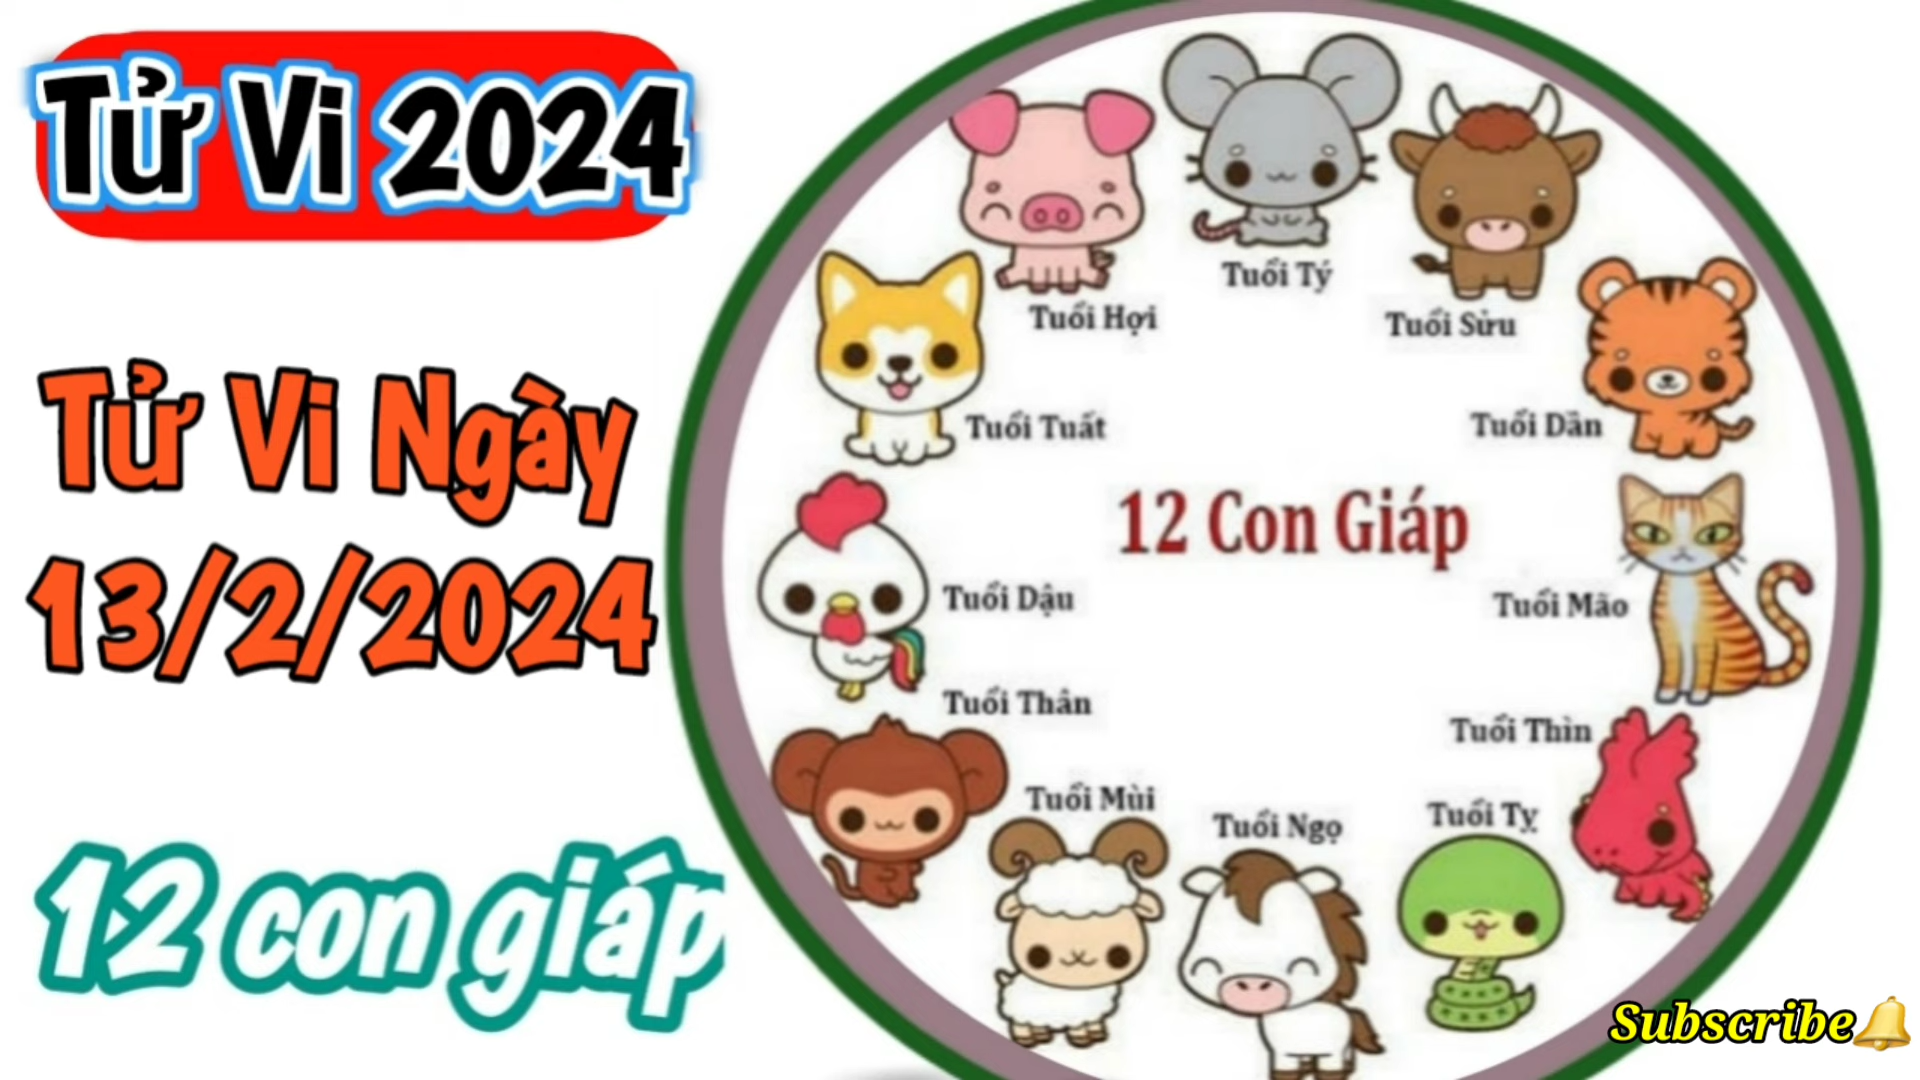 Tử Vi 2024
Tử Vi Ngày
13/2/2024
12 con giáp
Tuổi Tý
Tuổi Hợi
Tuổi Sửu
Tuổi Tuất
Tuổi Dần
12 Con Giáp
Tuổi Dậu
Tuổi Mão
Tuổi Thân
Tuổi Thìn
Tuổi Mùi
Tuổi Ngọ
Tuổi Tỵ
Subscribe